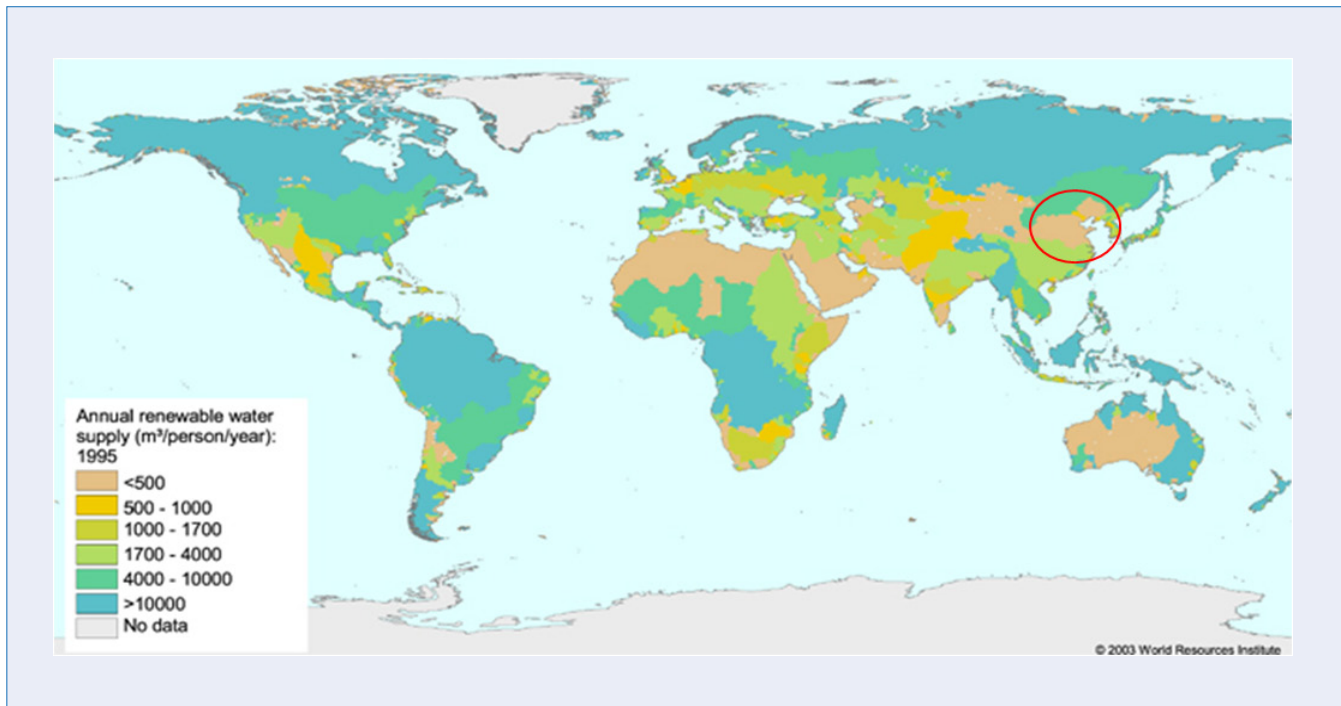 Annual renewable water
supply (m³/person/year):
1995
<500
500 - 1000
1000 - 1700
1700 - 4000
4000 - 10000
>10000
No data
© 2003 World Resources Institute